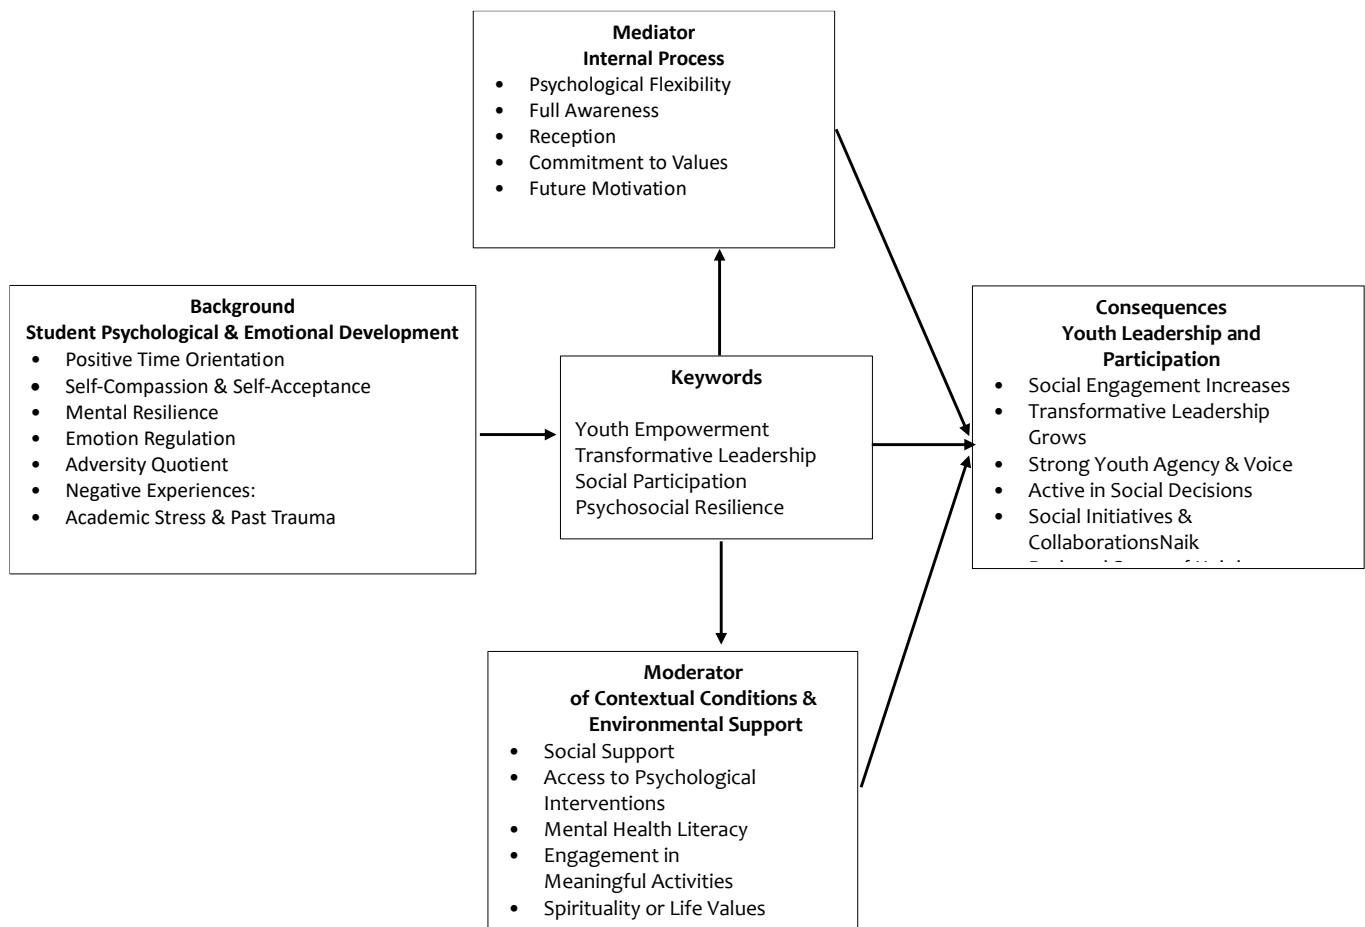 Mediator
Internal Process
• Psychological Flexibility
• Full Awareness
• Reception
• Commitment to Values
• Future Motivation
Background
Student Psychological & Emotional Development
• Positive Time Orientation
• Self-Compassion & Self-Acceptance
• Mental Resilience
• Emotion Regulation
• Adversity Quotient
• Negative Experiences:
• Academic Stress & Past Trauma
Keywords
Youth Empowerment
Transformative Leadership
Social Participation
Psychosocial Resilience
Consequences
Youth Leadership and
Participation
• Social Engagement Increases
• Transformative Leadership
Grows
• Strong Youth Agency & Voice
• Active in Social Decisions
• Social Initiatives &
CollaborationsNaik
Moderator
of Contextual Conditions &
Environmental Support
• Social Support
• Access to Psychological
Interventions
• Mental Health Literacy
• Engagement in
Meaningful Activities
• Spirituality or Life Values